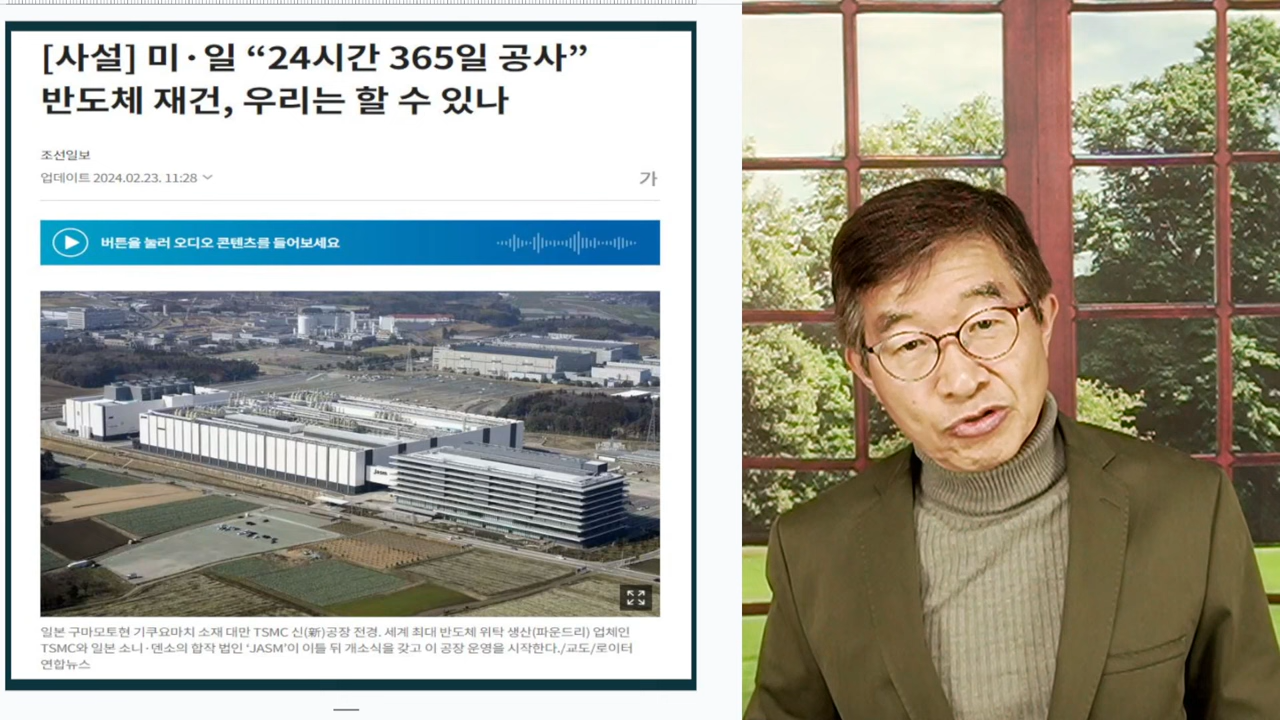 [사설] 미·일 “24시간 365일 공사”
반도체 재건, 우리는 할 수 있나
조선일보
업데이트 2024.02.23. 11:28
가
버튼을 눌러 오디오 콘텐츠를 들어보세요
일본 구마모토현 기쿠요마치 소재 대만 TSMC 신(新)공장 전경. 세계 최대 반도체 위탁 생산(파운드리) 업체인
TSMC와 일본 소니·덴소의 합작 법인 ‘JASM’이 이틀 뒤 개소식을 갖고 이 공장 운영을 시작한다./교도/로이터
연합뉴스